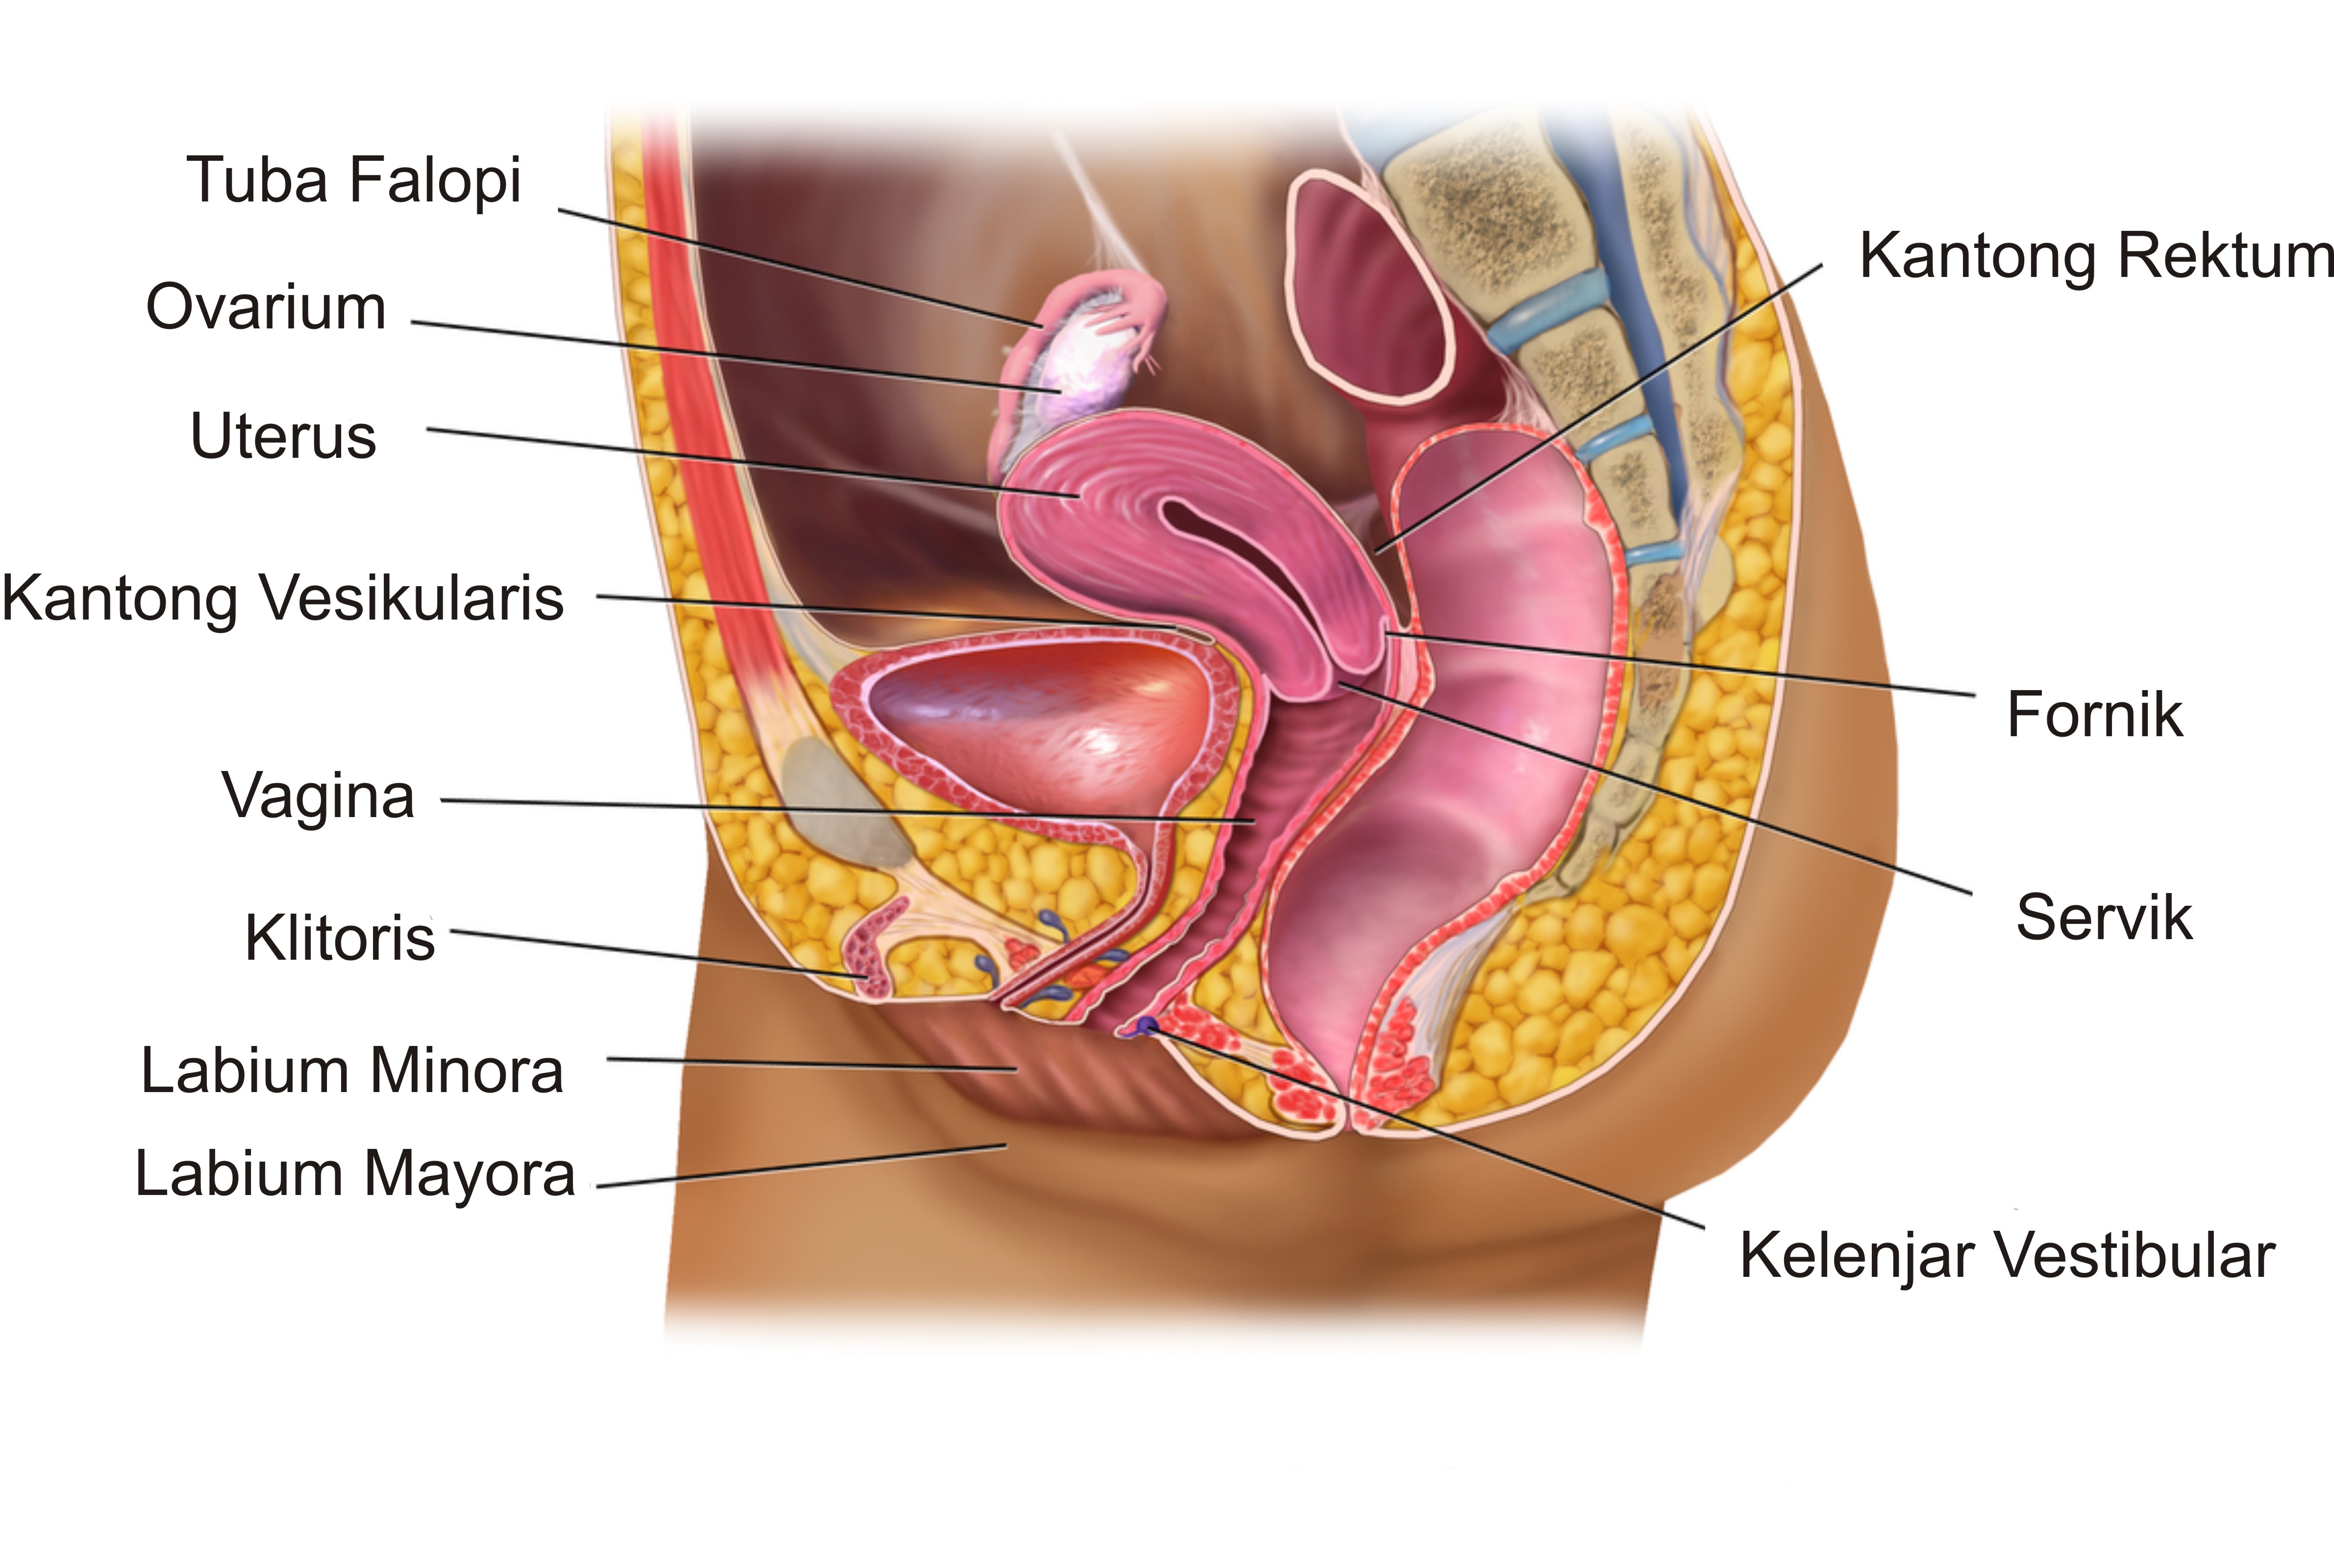 Tuba Falopi
Ovarium
Uterus
Kantong Vesikularis
Vagina
Klitoris
Labium Minora
Labium Mayora
Kantong Rektum
Fornik
Servik
Kelenjar Vestibular